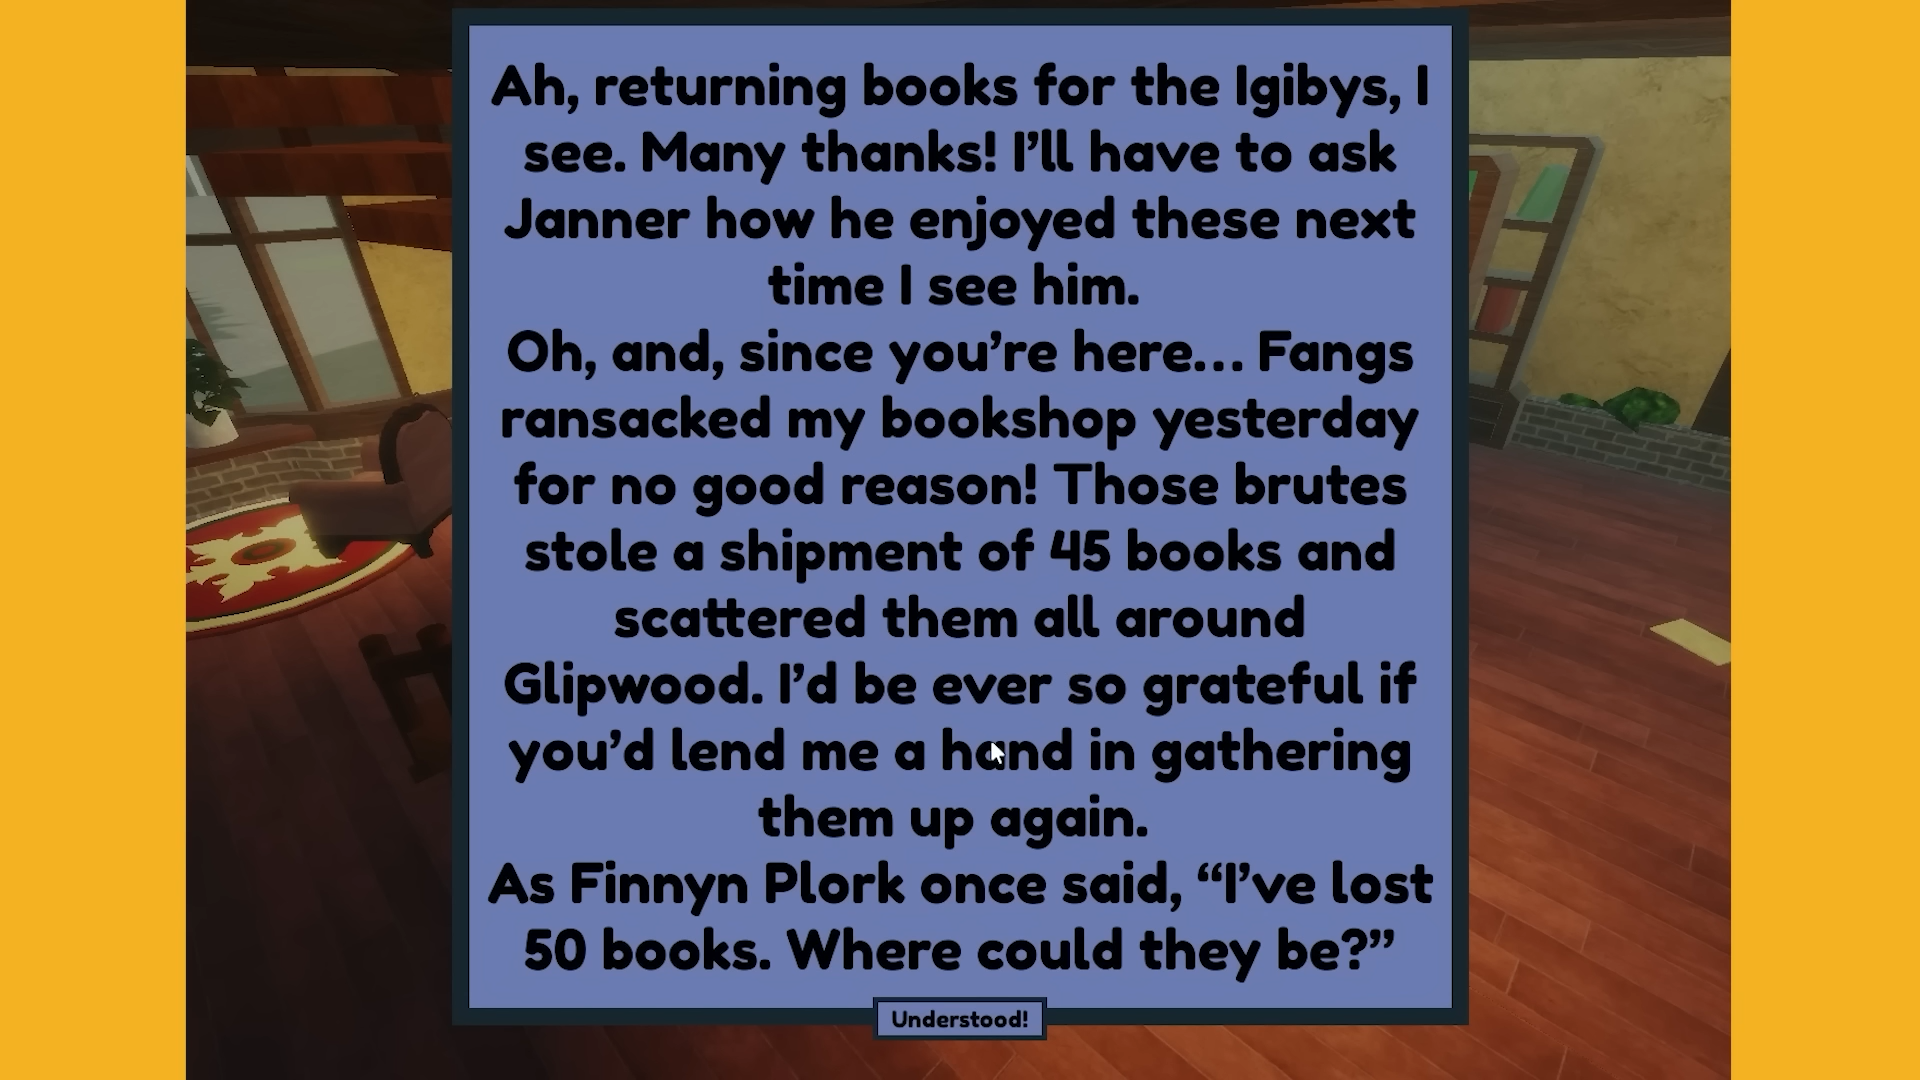 Ah, returning books for the Igibys, I
see. Many thanks! I’ll have to ask
Janner how he enjoyed these next
time I see him.
Oh, and, since you’re here... Fangs
ransacked my bookshop yesterday
for no good reason! Those brutes
stole a shipment of 45 books and
scattered them all around
Glipwood. I’d be ever so grateful if
you’d lend me a hand in gathering
them up again.
As Finnyn Plork once said, “I’ve lost
50 books. Where could they be?”
Understood!